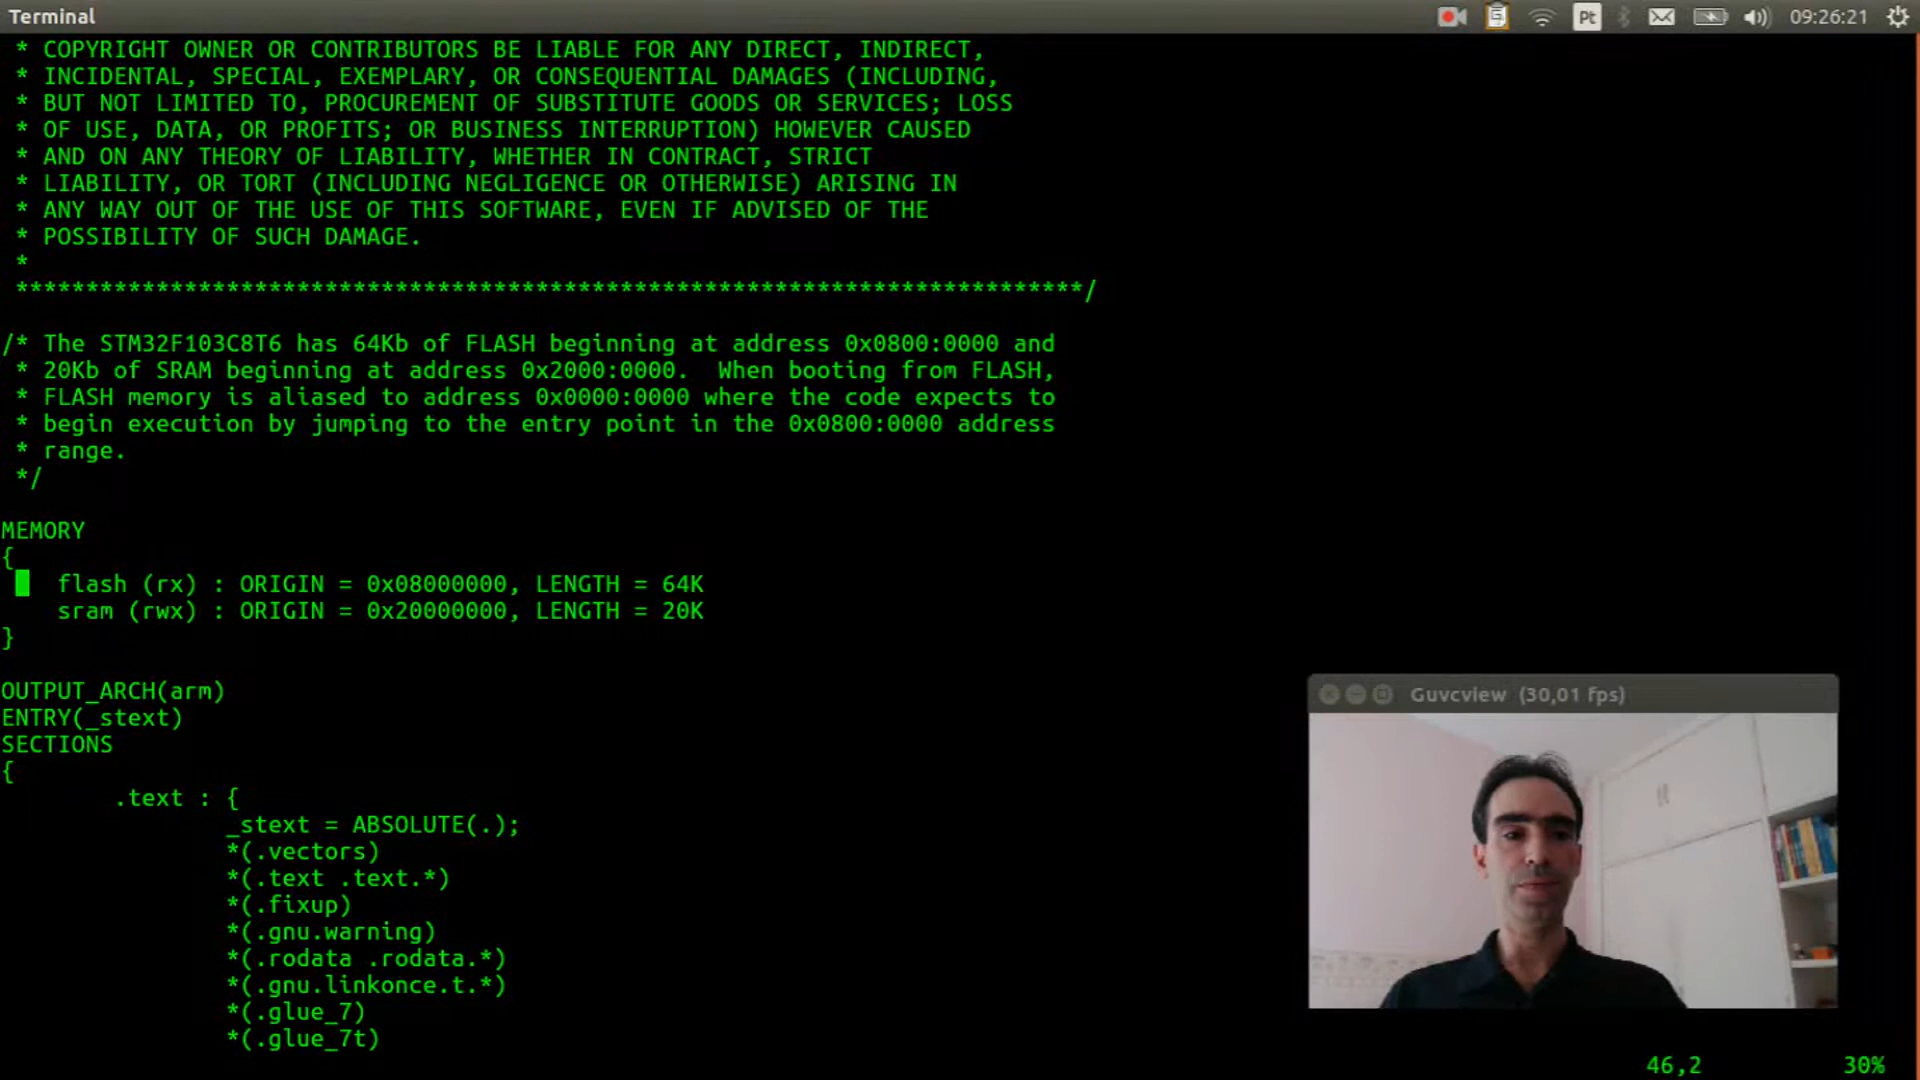 Terminal
Pt
09:26:21
* COPYRIGHT OWNER OR CONTRIBUTORS BE LIABLE FOR ANY DIRECT, INDIRECT,
* INCIDENTAL, SPECIAL, EXEMPLARY, OR CONSEQUENTIAL DAMAGES (INCLUDING,
* BUT NOT LIMITED TO, PROCUREMENT OF SUBSTITUTE GOODS OR SERVICES; LOSS
* OF USE, DATA, OR PROFITS; OR BUSINESS INTERRUPTION) HOWEVER CAUSED
* AND ON ANY THEORY OF LIABILITY, WHETHER IN CONTRACT, STRICT
* LIABILITY, OR TORT (INCLUDING NEGLIGENCE OR OTHERWISE) ARISING IN
* ANY WAY OUT OF THE USE OF THIS SOFTWARE, EVEN IF ADVISED OF THE
* POSSIBILITY OF SUCH DAMAGE.
*
****************************************************************************/
/* The STM32F103C8T6 has 64Kb of FLASH beginning at address 0x0800:0000 and
* 20Kb of SRAM beginning at address 0x2000:0000.  When booting from FLASH,
* FLASH memory is aliased to address 0x0000:0000 where the code expects to
* begin execution by jumping to the entry point in the 0x0800:0000 address
* range.
*/
MEMORY
{
flash (rx) : ORIGIN = 0x08000000, LENGTH = 64K
sram (rwx) : ORIGIN = 0x20000000, LENGTH = 20K
}
OUTPUT_ARCH(arm)
ENTRY(_stext)
SECTIONS
{
.text : {
_stext = ABSOLUTE(.);
*(.vectors)
*(.text .text.*)
*(.fixup)
*(.gnu.warning)
*(.rodata .rodata.*)
*(.gnu.linkonce.t.*)
*(.glue_7)
*(.glue_7t)
Guvcview (30,01 fps)
46,2
30%